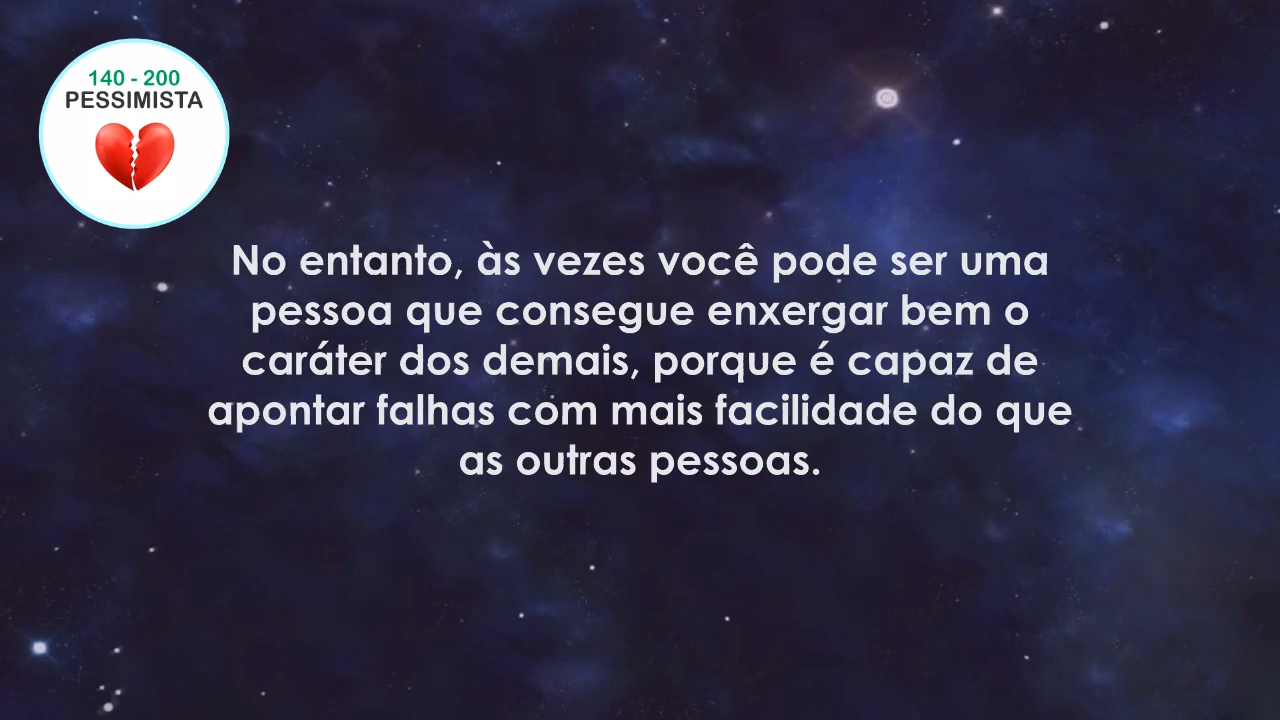 140 - 200
PESSIMISTA
No entanto, às vezes você pode ser uma
pessoa que consegue enxergar bem o
caráter dos demais, porque é capaz de
apontar falhas com mais facilidade do que
as outras pessoas.